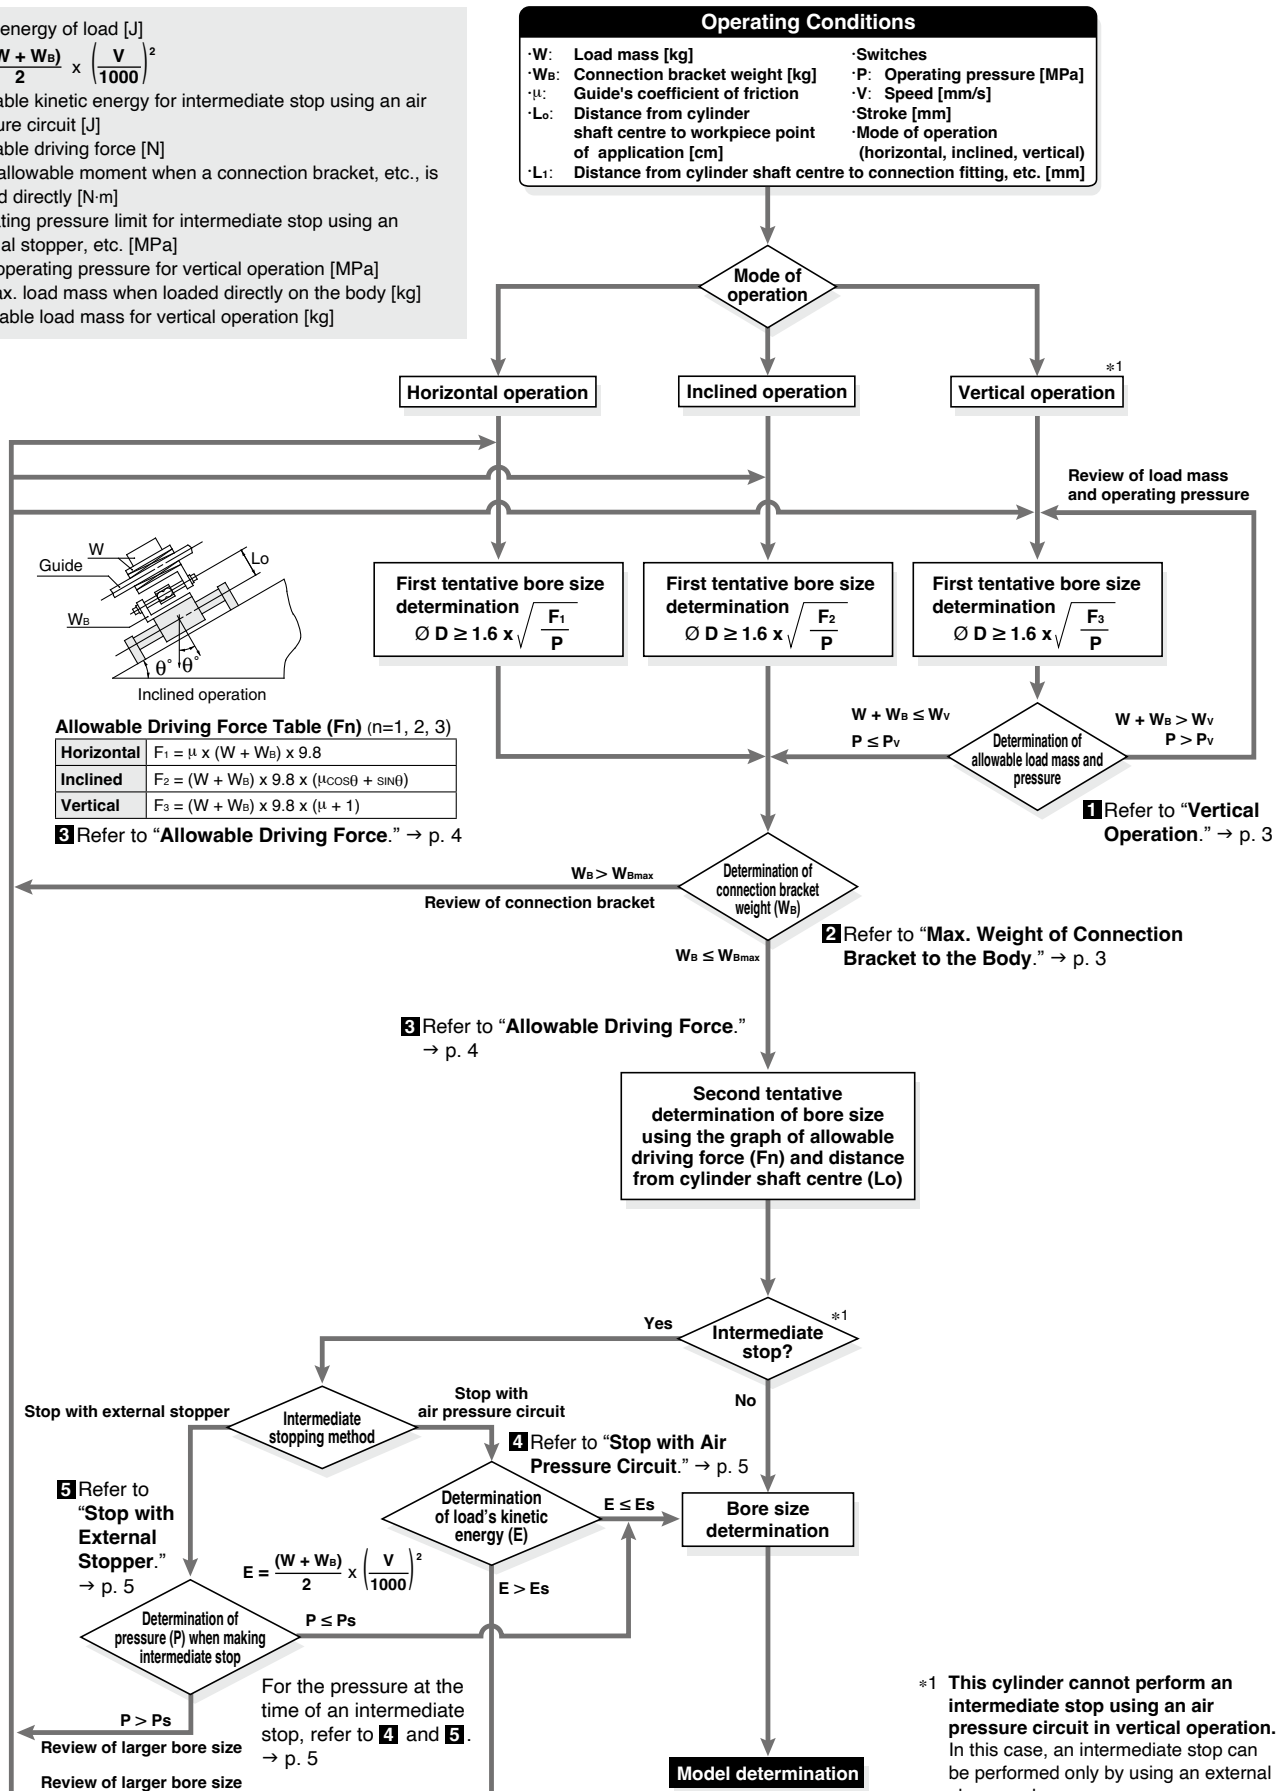 energy of load [J]
W + WB) / 2 x (V / 1000)²
able kinetic energy for intermediate stop using an air
ure circuit [J]
able driving force [N]
allowable moment when a connection bracket, etc., is
d directly [N·m]
ting pressure limit for intermediate stop using an
al stopper, etc. [MPa]
operating pressure for vertical operation [MPa]
ax. load mass when loaded directly on the body [kg]
able load mass for vertical operation [kg]
Operating Conditions
·W: Load mass [kg]
·WB: Connection bracket weight [kg]
·μ: Guide's coefficient of friction
·Lo: Distance from cylinder
shaft centre to workpiece point
of application [cm]
·Switches
·P: Operating pressure [MPa]
·V: Speed [mm/s]
·Stroke [mm]
·Mode of operation
(horizontal, inclined, vertical)
·L1: Distance from cylinder shaft centre to connection fitting, etc. [mm]
Mode of
operation
Horizontal operation
Inclined operation
*1
Vertical operation
Review of load mass
and operating pressure
W
Guide
Lo
WB
θ° θ°
Inclined operation
First tentative bore size
determination
Ø D ≥ 1.6 x √(F1 / P)
First tentative bore size
determination
Ø D ≥ 1.6 x √(F2 / P)
First tentative bore size
determination
Ø D ≥ 1.6 x √(F3 / P)
Allowable Driving Force Table (Fn) (n=1, 2, 3)
Horizontal F1 = μ x (W + WB) x 9.8
Inclined F2 = (W + WB) x 9.8 x (μCOSθ + SINθ)
Vertical F3 = (W + WB) x 9.8 x (μ + 1)
3 Refer to “Allowable Driving Force.” → p. 4
W + WB ≤ WV
P ≤ PV
Determination of
allowable load mass and
pressure
W + WB > WV
P > PV
1 Refer to “Vertical
Operation.” → p. 3
WB > WBmax
Review of connection bracket
Determination of
connection bracket
weight (WB)
WB ≤ WBmax
2 Refer to “Max. Weight of Connection
Bracket to the Body.” → p. 3
3 Refer to “Allowable Driving Force.”
→ p. 4
Second tentative
determination of bore size
using the graph of allowable
driving force (Fn) and distance
from cylinder shaft centre (Lo)
Yes
Intermediate
stop?
*1
No
Stop with external stopper
Intermediate
stopping method
Stop with
air pressure circuit
4 Refer to “Stop with Air
Pressure Circuit.” → p. 5
5 Refer to
“Stop with
External
Stopper.”
→ p. 5
Determination
of load's kinetic
energy (E)
E ≤ Es
Bore size
determination
E = (W + WB) / 2 x (V / 1000)²
E > Es
Determination of
pressure (P) when making
intermediate stop
P ≤ Ps
P > Ps
Review of larger bore size
Review of larger bore size
For the pressure at the
time of an intermediate
stop, refer to 4 and 5.
→ p. 5
Model determination
*1 This cylinder cannot perform an
intermediate stop using an air
pressure circuit in vertical operation.
In this case, an intermediate stop can
be performed only by using an external